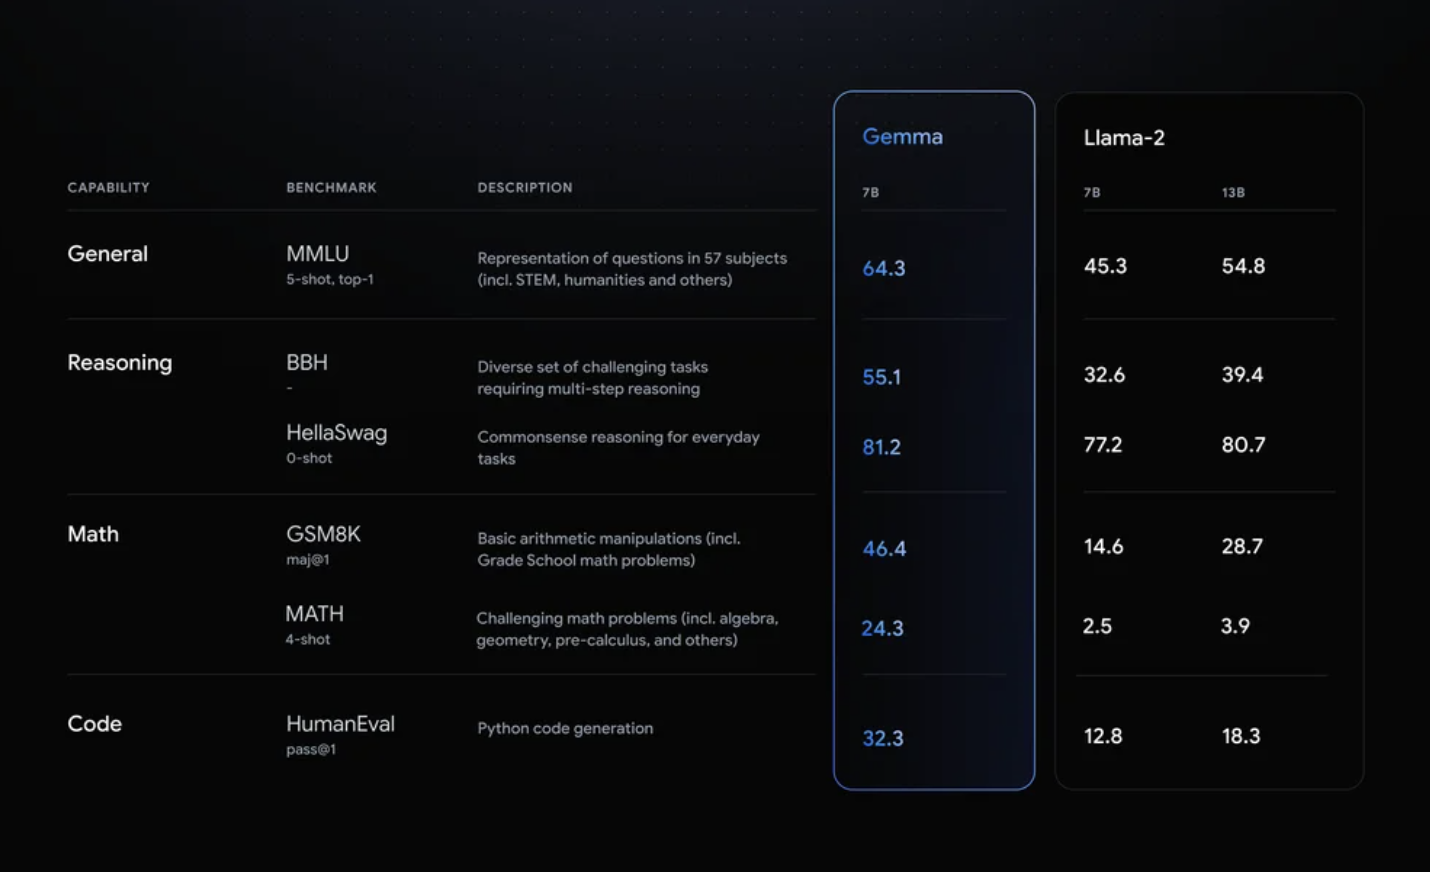 Gemma
Llama-2
CAPABILITY BENCHMARK DESCRIPTION 7B 7B 13B
General MMLU Representation of questions in 57 subjects 64.3 45.3 54.8
5-shot, top-1 (incl. STEM, humanities and others)
Reasoning BBH Diverse set of challenging tasks 55.1 32.6 39.4
- requiring multi-step reasoning
HellaSwag Commonsense reasoning for everyday 81.2 77.2 80.7
0-shot tasks
Math GSM8K Basic arithmetic manipulations (incl. 46.4 14.6 28.7
maj@1 Grade School math problems)
MATH Challenging math problems (incl. algebra, 24.3 2.5 3.9
4-shot geometry, pre-calculus, and others)
Code HumanEval Python code generation 32.3 12.8 18.3
pass@1